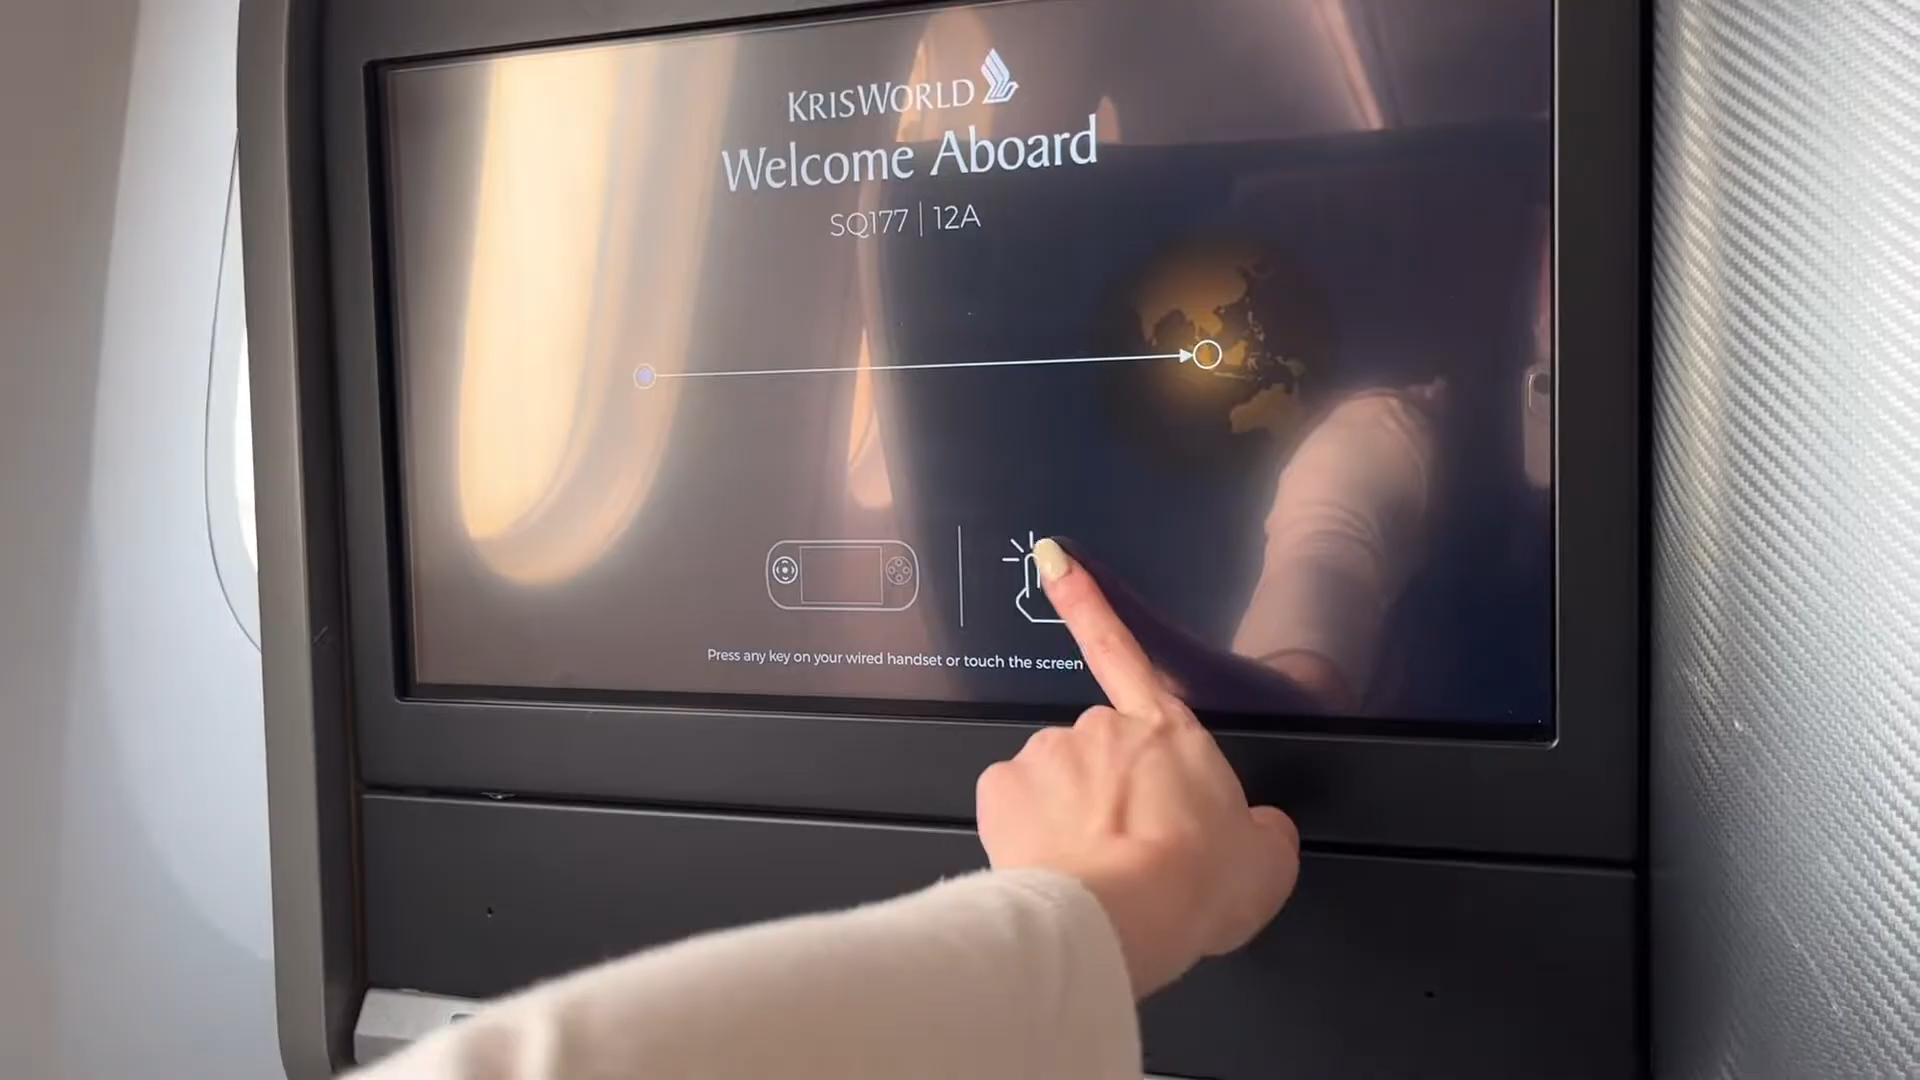 KRISWORLD
Welcome Aboard
SQ177 | 12A
Press any key on your wired handset or touch the screen